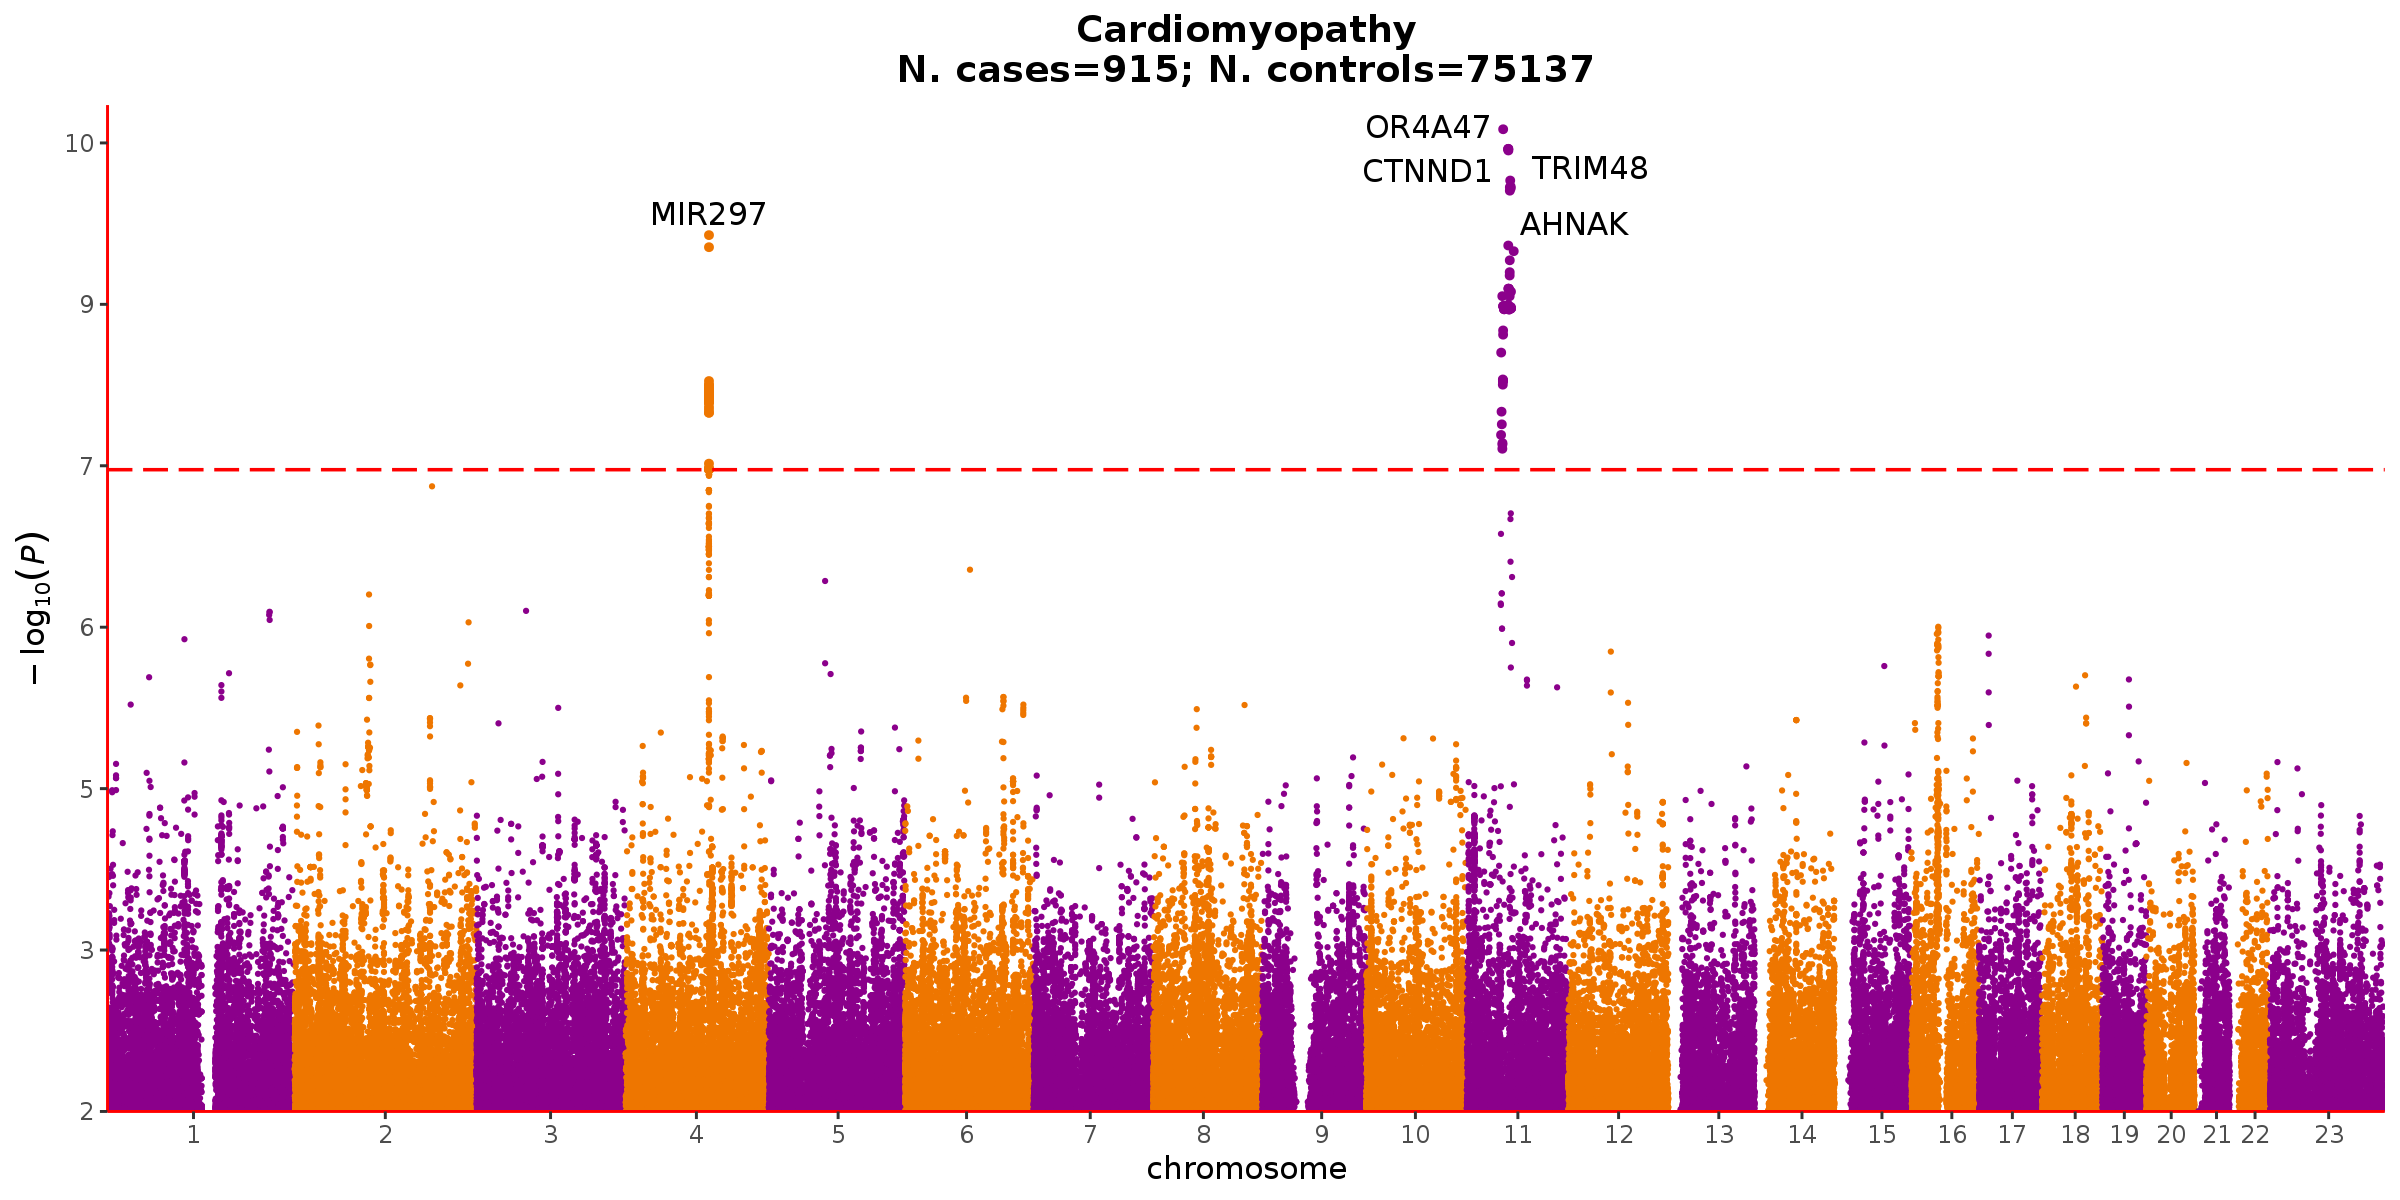 Cardiomyopathy
N. cases=915; N. controls=75137
OR4A47
CTNND1
TRIM48
MIR297
AHNAK
10
9
7
6
5
3
2
−log10(P)
1 2 3 4 5 6 7 8 9 10 11 12 13 14 15 16 17 18 19 20 21 22 23
chromosome